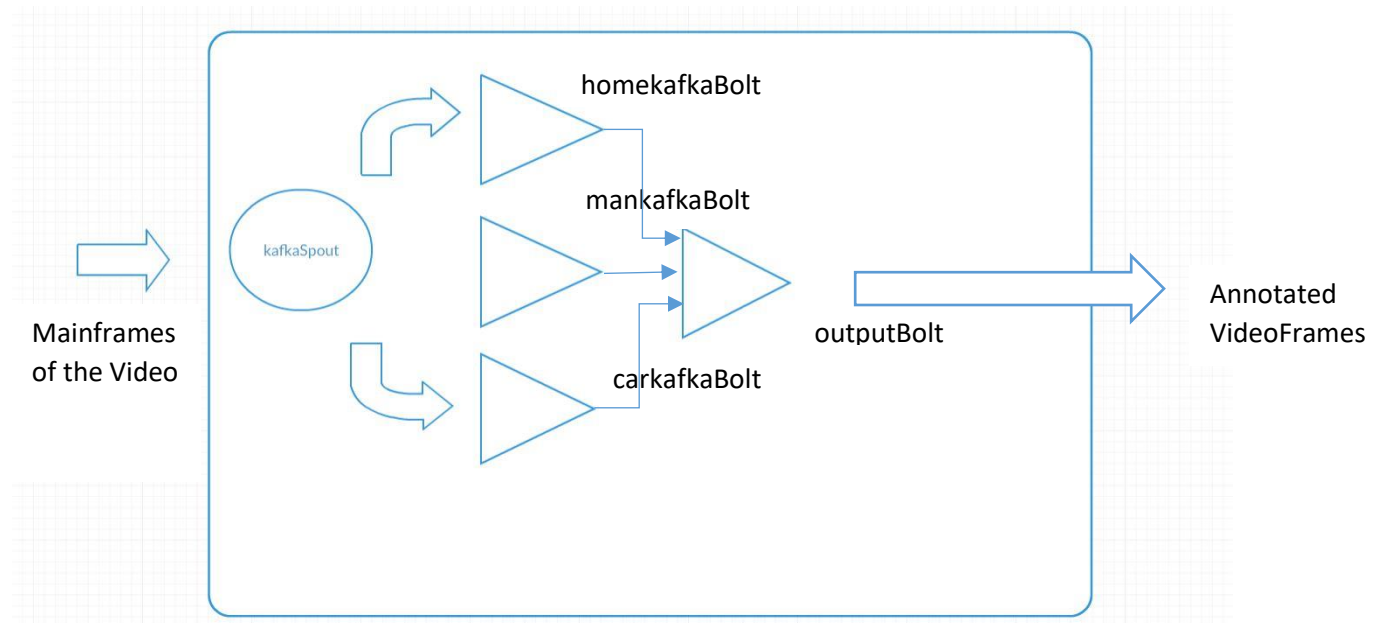 homekafkaBolt
mankafkaBolt
kafkaSpout
Mainframes
of the Video
carkafkaBolt
outputBolt
Annotated
VideoFrames